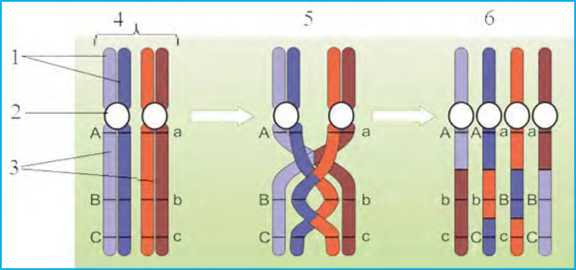 4 5 6
1
2
A a A a A A a a
3
B b B b b b B B
C c C c c C c C